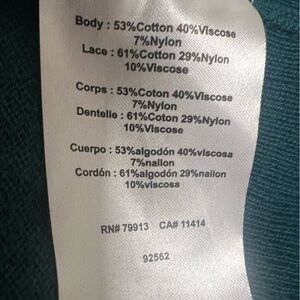 Body : 53%Cotton 40%Viscose
7%Nylon
Lace : 61%Cotton 29%Nylon
10%Viscose
Corps : 53%Coton 40%Viscose
7%Nylon
Dentelle : 61%Coton 29%Nylon
10%Viscose
Cuerpo : 53%algodón 40%viscosa
7%nailon
Cordón : 61%algodón 29%nailon
10%viscosa
RN# 79913 CA# 11414
92562